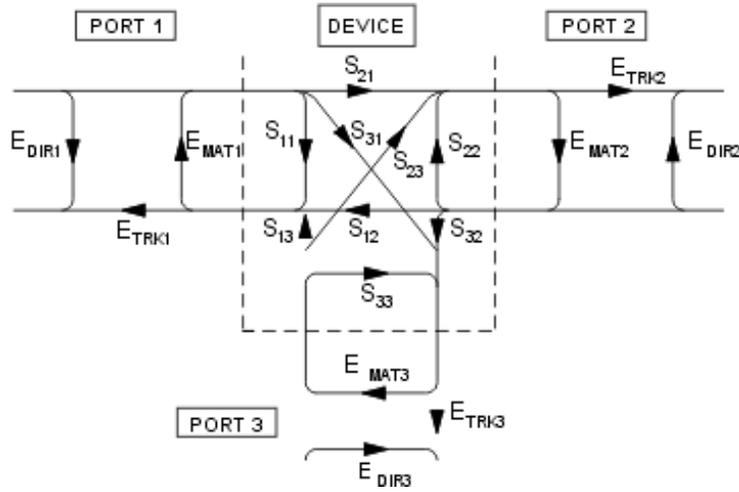 PORT 1
DEVICE
PORT 2
S21
ETRK2
EDIR1
EMAT1
S11
S31
S23
S22
EMAT2
EDIR2
ETRK1
S13
S12
S32
S33
EMAT3
PORT 3
ETRK3
EDIR3